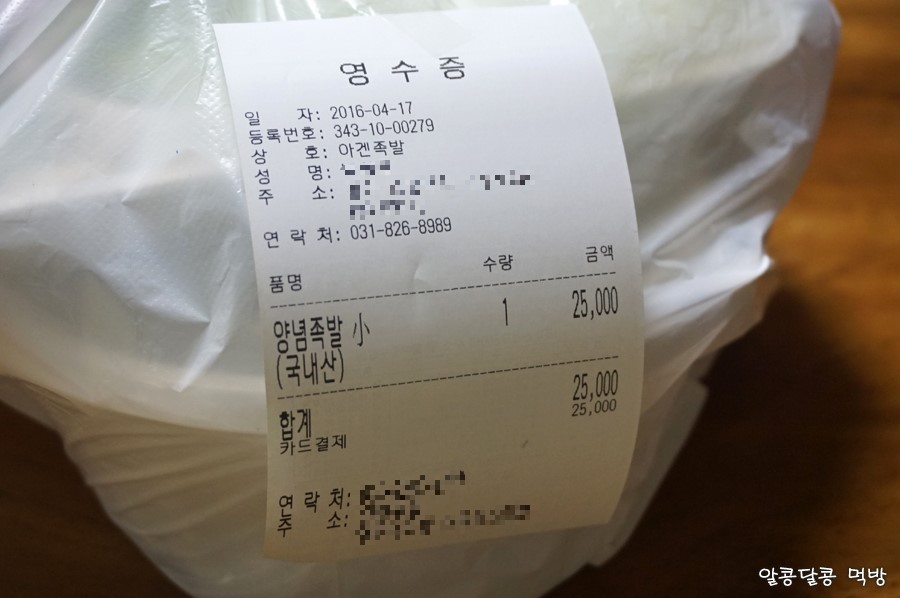 영 수 증
일 자: 2016-04-17
등록번호: 343-10-00279
상 호: 아겐족발
성 명:
주 소:
연 락 처: 031-826-8989
품명 수량 금액
양념족발 小 1 25,000
(국내산)
합계 25,000
카드결제 25,000
연 락 처:
주 소:
알콩달콩 먹방